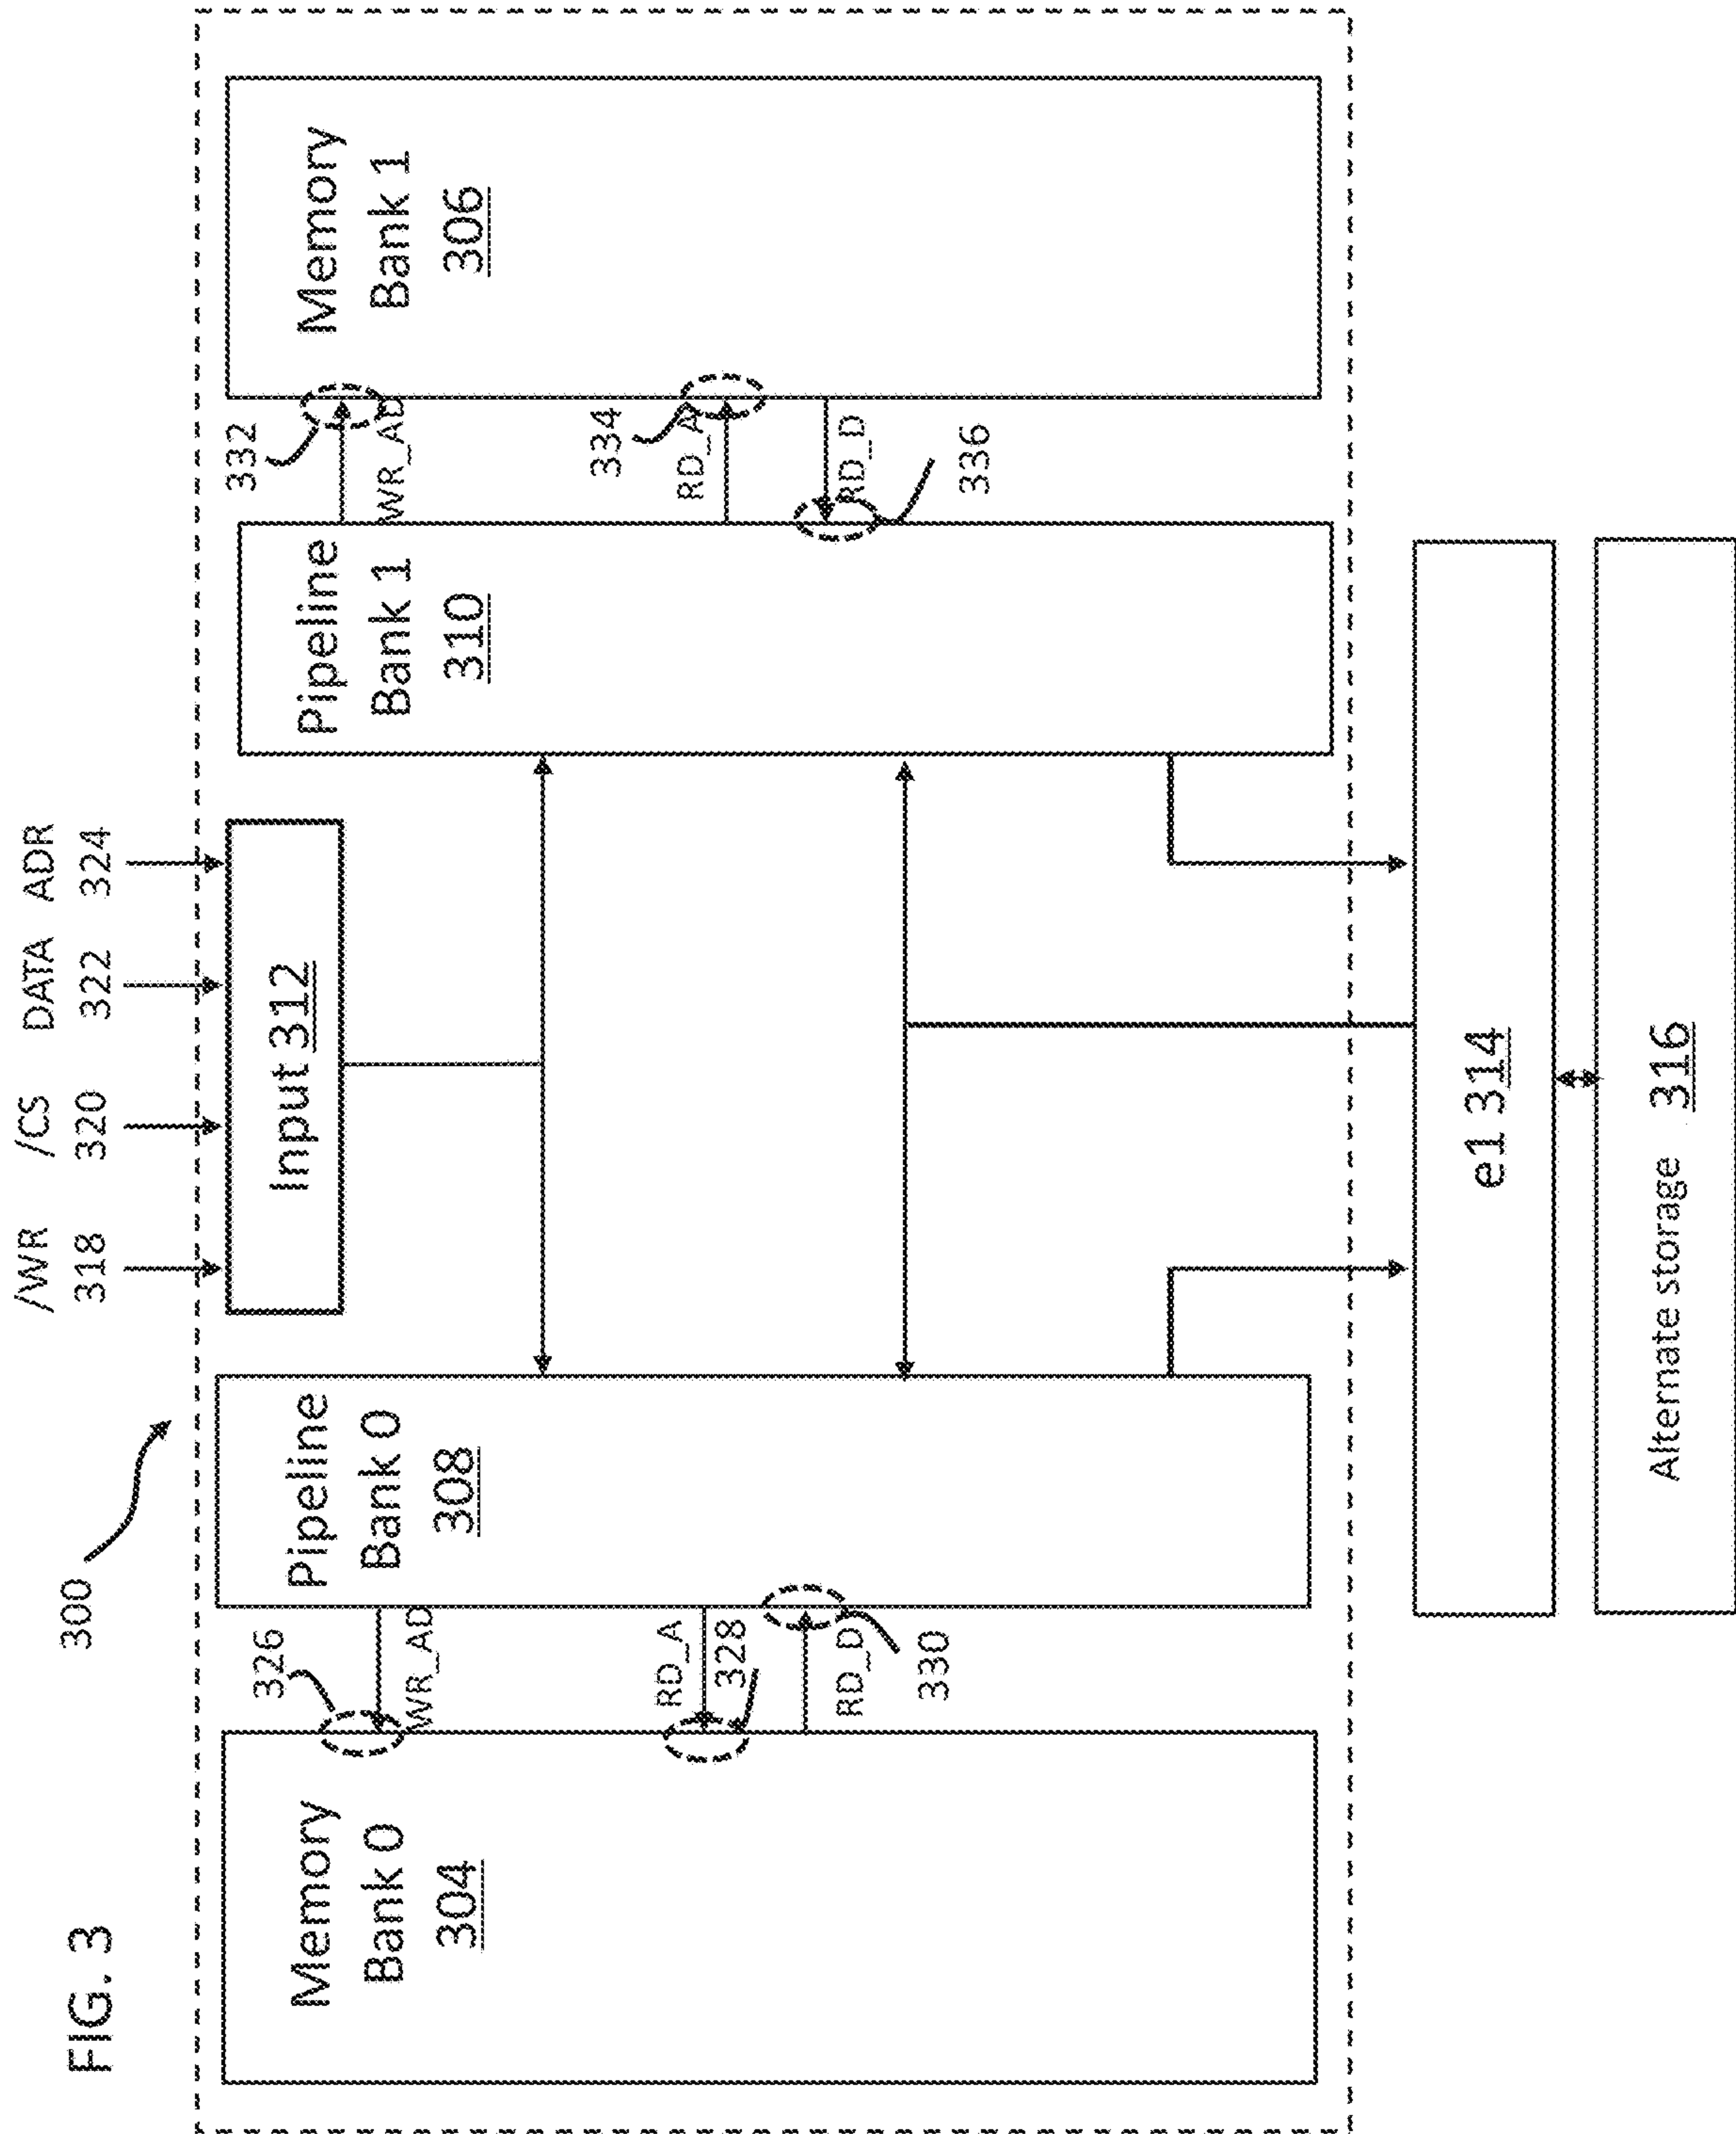 FIG. 3
300
/WR /CS DATA ADR
318 320 322 324
Input 312
Memory
Bank 0
304
326
WR_AD
RD_A
328
RD_D
330
Pipeline
Bank 0
308
Pipeline
Bank 1
310
332
WR_AD
334
RD_A
RD_D
336
Memory
Bank 1
306
e1 314
Alternate storage 316